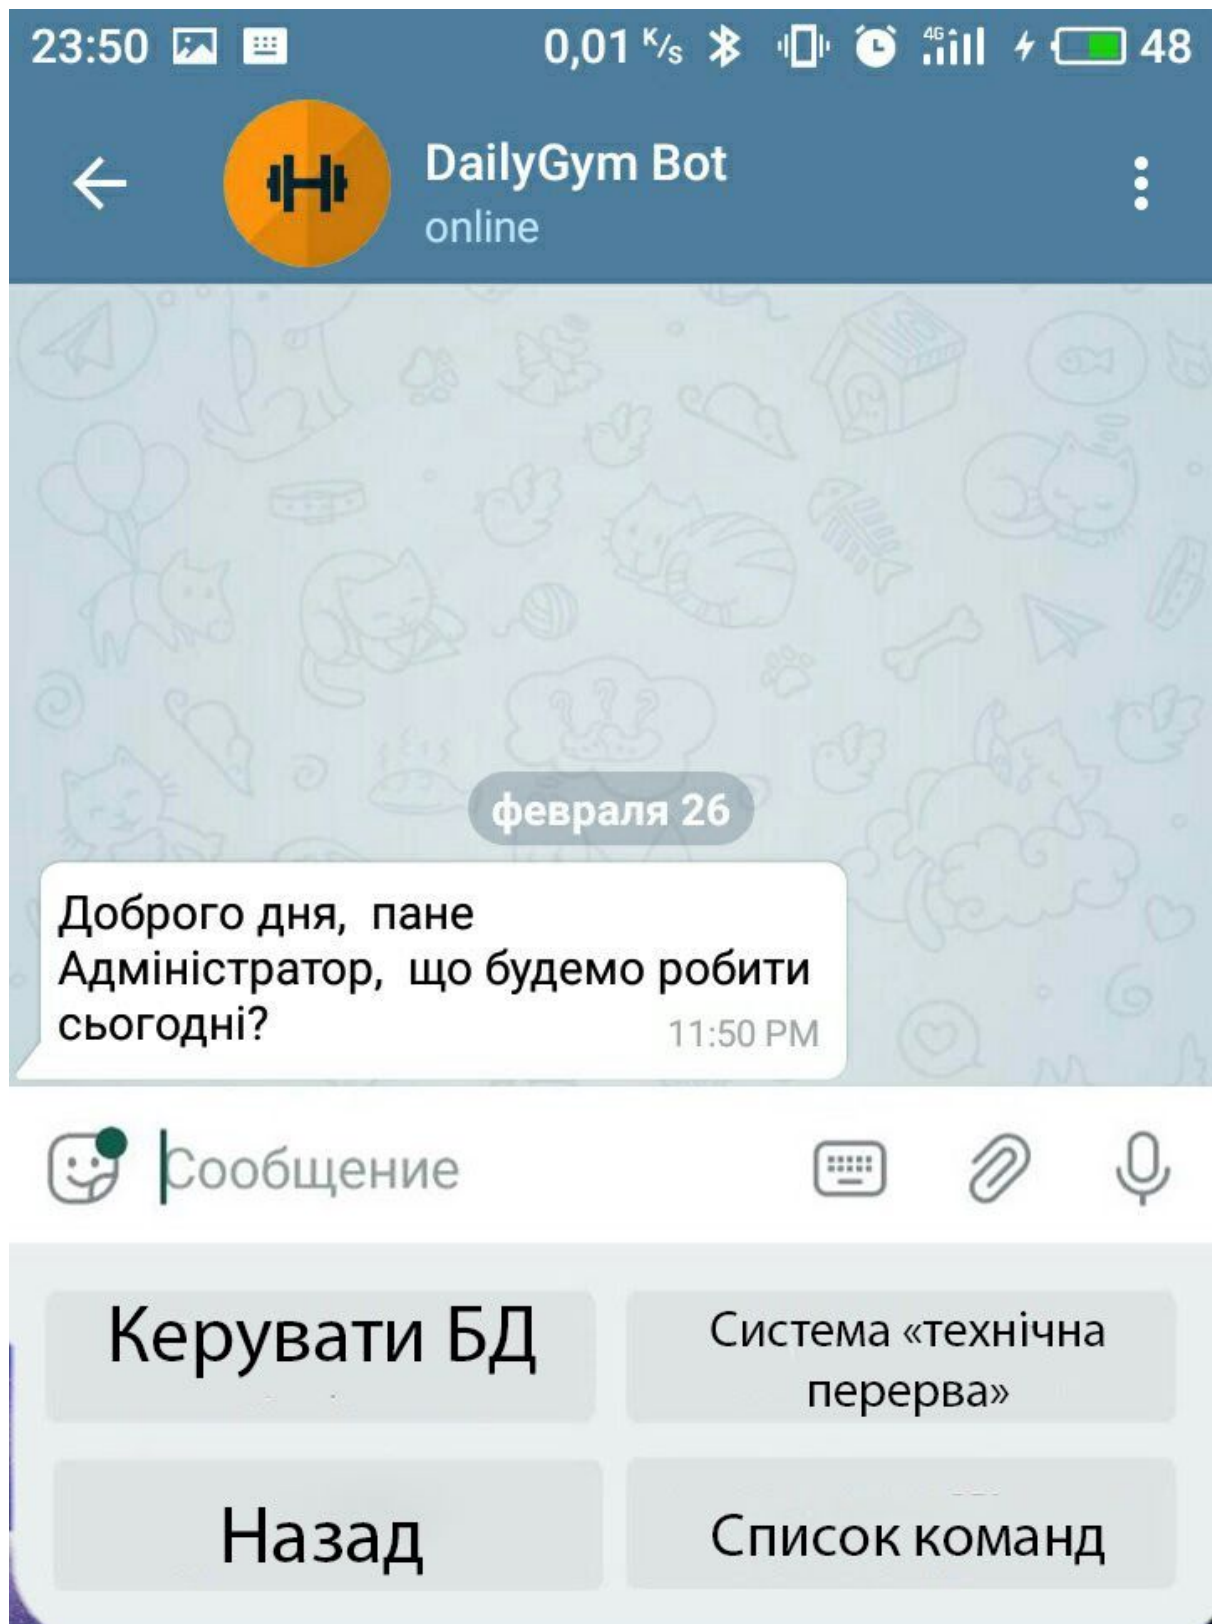 23:50 0,01 K/s 4G 48
DailyGym Bot
online
февраля 26
Доброго дня, пане
Адміністратор, що будемо робити
сьогодні?
11:50 PM
Сообщение
Керувати БД
Система «технічна
перерва»
Назад
Список команд